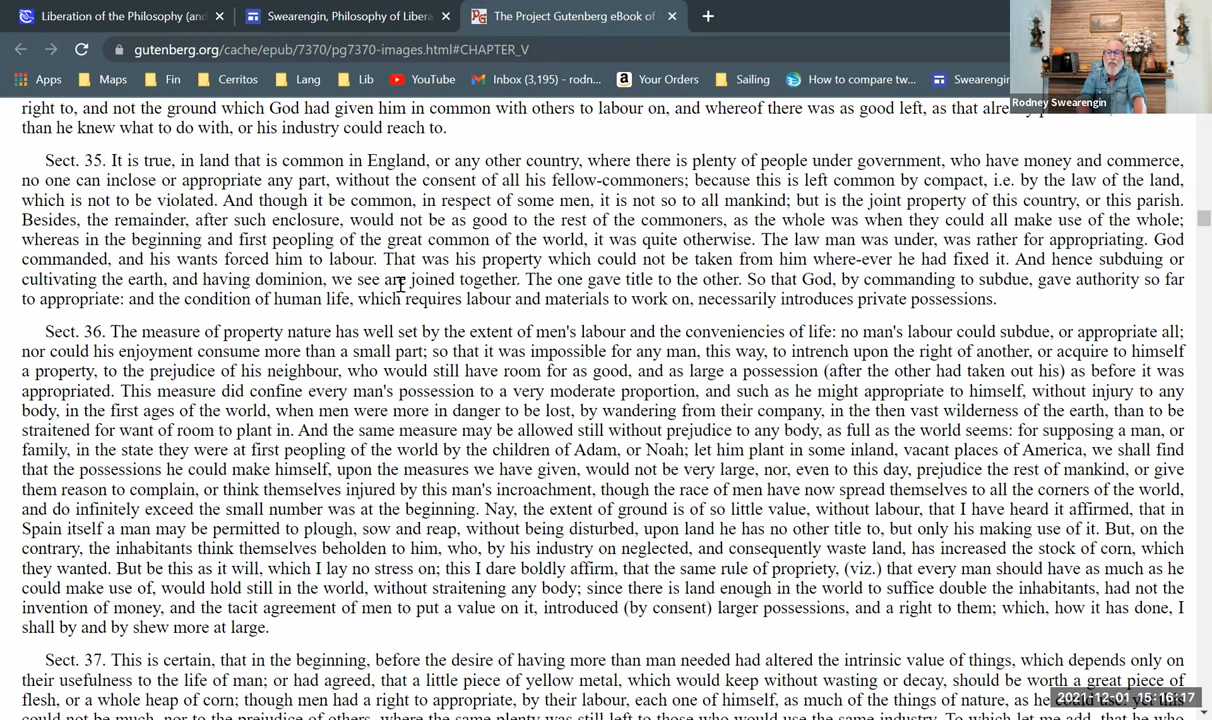 Liberation of the Philosophy (and
Swearengin, Philosophy of Libera
The Project Gutenberg eBook of
gutenberg.org/cache/epub/7370/pg7370-images.html#CHAPTER_V
Apps Maps Fin Cerritos Lang Lib YouTube Inbox (3,195) - rodn... Your Orders Sailing How to compare tw... Swearengin
Rodney Swearengin
right to, and not the ground which God had given him in common with others to labour on, and whereof there was as good left, as that
than he knew what to do with, or his industry could reach to.
Sect. 35. It is true, in land that is common in England, or any other country, where there is plenty of people under government, who have money and commerce,
no one can inclose or appropriate any part, without the consent of all his fellow-commoners; because this is left common by compact, i.e. by the law of the land,
which is not to be violated. And though it be common, in respect of some men, it is not so to all mankind; but is the joint property of this country, or this parish.
Besides, the remainder, after such enclosure, would not be as good to the rest of the commoners, as the whole was when they could all make use of the whole;
whereas in the beginning and first peopling of the great common of the world, it was quite otherwise. The law man was under, was rather for appropriating. God
commanded, and his wants forced him to labour. That was his property which could not be taken from him where-ever he had fixed it. And hence subduing or
cultivating the earth, and having dominion, we see are joined together. The one gave title to the other. So that God, by commanding to subdue, gave authority so far
to appropriate: and the condition of human life, which requires labour and materials to work on, necessarily introduces private possessions.
Sect. 36. The measure of property nature has well set by the extent of men's labour and the conveniencies of life: no man's labour could subdue, or appropriate all;
nor could his enjoyment consume more than a small part; so that it was impossible for any man, this way, to intrench upon the right of another, or acquire to himself
a property, to the prejudice of his neighbour, who would still have room for as good, and as large a possession (after the other had taken out his) as before it was
appropriated. This measure did confine every man's possession to a very moderate proportion, and such as he might appropriate to himself, without injury to any
body, in the first ages of the world, when men were more in danger to be lost, by wandering from their company, in the then vast wilderness of the earth, than to be
straitened for want of room to plant in. And the same measure may be allowed still without prejudice to any body, as full as the world seems: for supposing a man, or
family, in the state they were at first peopling of the world by the children of Adam, or Noah; let him plant in some inland, vacant places of America, we shall find
that the possessions he could make himself, upon the measures we have given, would not be very large, nor, even to this day, prejudice the rest of mankind, or give
them reason to complain, or think themselves injured by this man's incroachment, though the race of men have now spread themselves to all the corners of the world,
and do infinitely exceed the small number was at the beginning. Nay, the extent of ground is of so little value, without labour, that I have heard it affirmed, that in
Spain itself a man may be permitted to plough, sow and reap, without being disturbed, upon land he has no other title to, but only his making use of it. But, on the
contrary, the inhabitants think themselves beholden to him, who, by his industry on neglected, and consequently waste land, has increased the stock of corn, which
they wanted. But be this as it will, which I lay no stress on; this I dare boldly affirm, that the same rule of propriety, (viz.) that every man should have as much as he
could make use of, would hold still in the world, without straitening any body; since there is land enough in the world to suffice double the inhabitants, had not the
invention of money, and the tacit agreement of men to put a value on it, introduced (by consent) larger possessions, and a right to them; which, how it has done, I
shall by and by shew more at large.
Sect. 37. This is certain, that in the beginning, before the desire of having more than man needed had altered the intrinsic value of things, which depends only on
their usefulness to the life of man; or had agreed, that a little piece of yellow metal, which would keep without wasting or decay, should be worth a great piece of
flesh, or a whole heap of corn; though men had a right to appropriate, by their labour, each one of himself, as much of the things of nature, as he could use: yet this
could not be much, nor to the prejudice of others, where the same plenty was still left to those who would use the same industry. To which let me add, that he who
2021-12-01 15:16:17